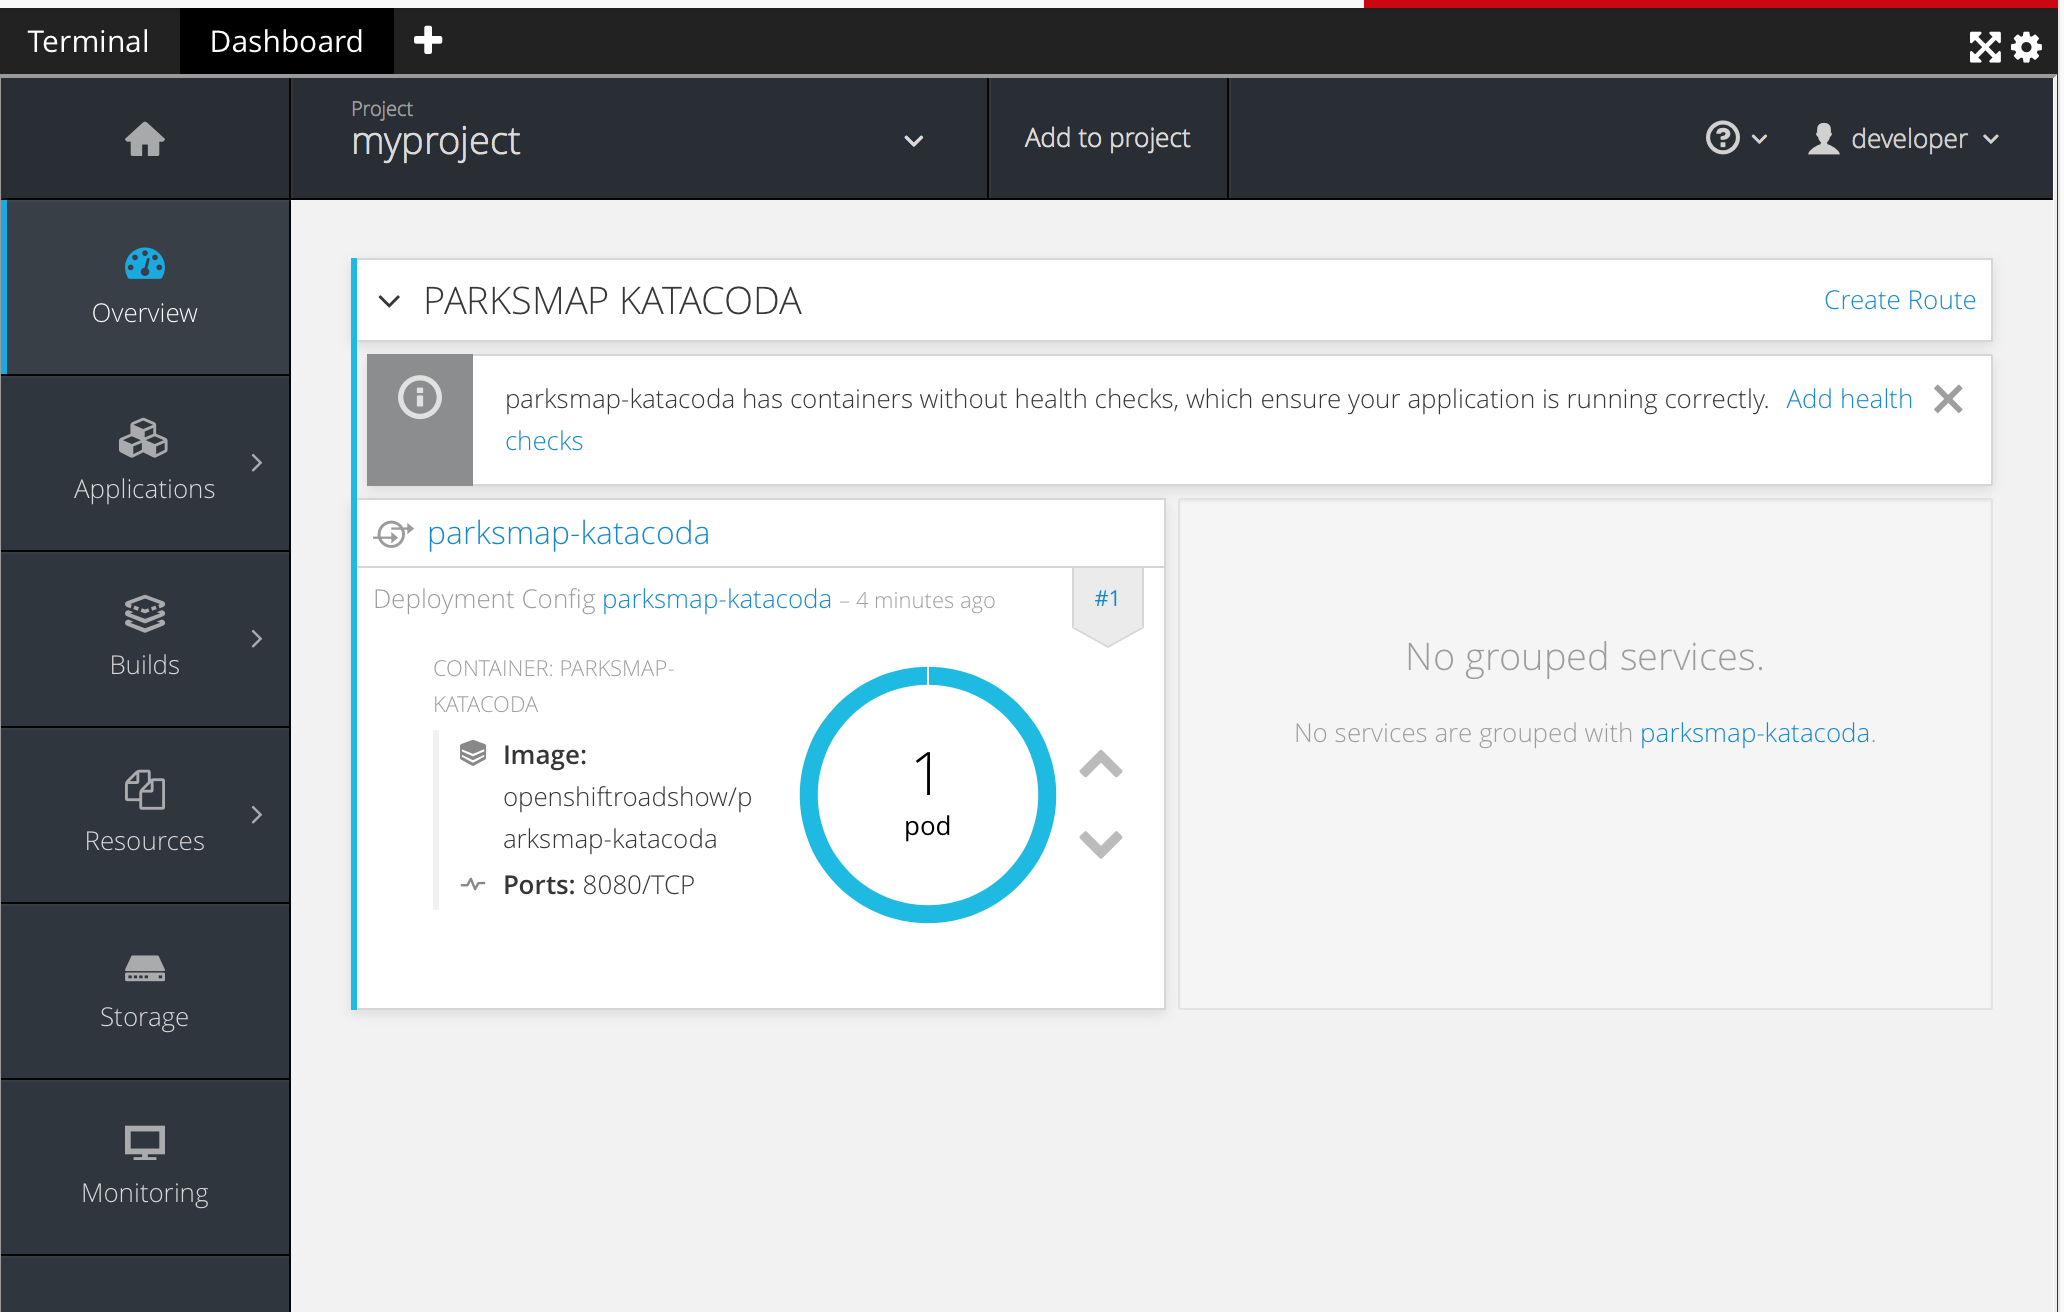 Terminal
Dashboard
Project
myproject
Add to project
developer
Overview
Applications
Builds
Resources
Storage
Monitoring
PARKSMAP KATACODA
Create Route
parksmap-katacoda has containers without health checks, which ensure your application is running correctly. Add health
checks
parksmap-katacoda
Deployment Config parksmap-katacoda – 4 minutes ago
#1
CONTAINER: PARKSMAP-
KATACODA
Image:
openshiftroadshow/p
arksmap-katacoda
Ports: 8080/TCP
1
pod
No grouped services.
No services are grouped with parksmap-katacoda.